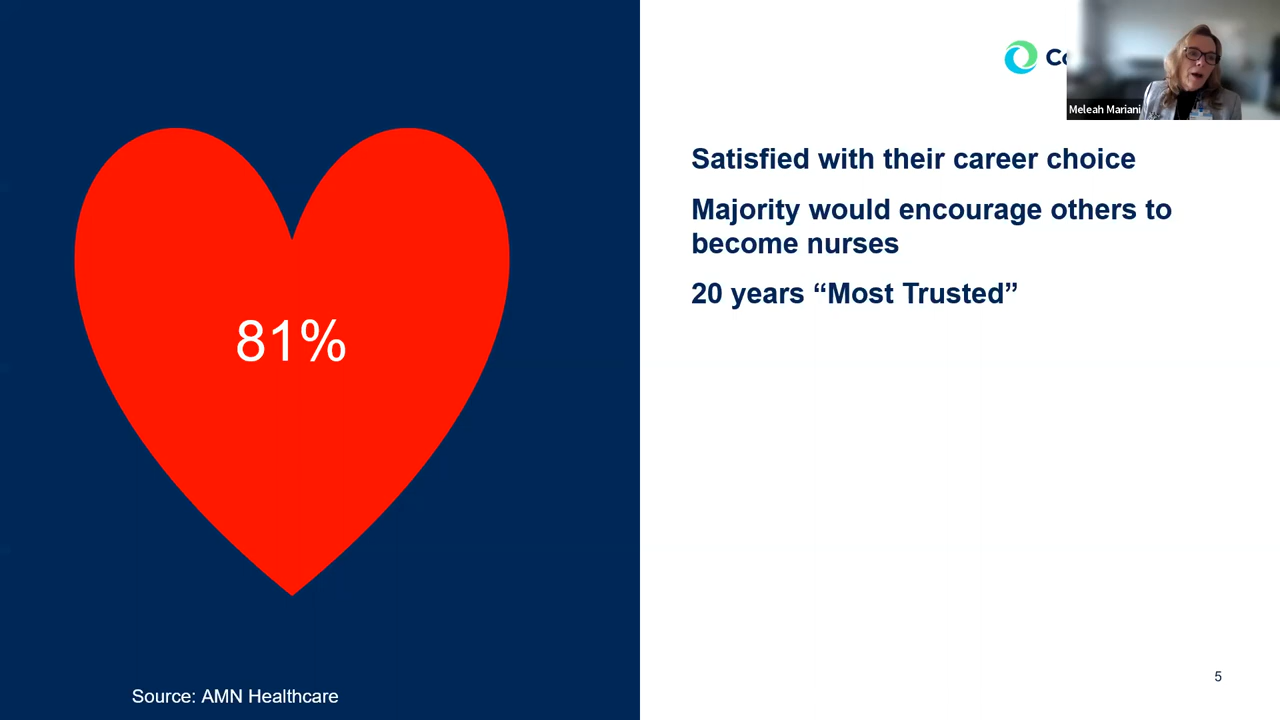 Meleah Mariani
Satisfied with their career choice
Majority would encourage others to
become nurses
20 years “Most Trusted”
81%
5
Source: AMN Healthcare